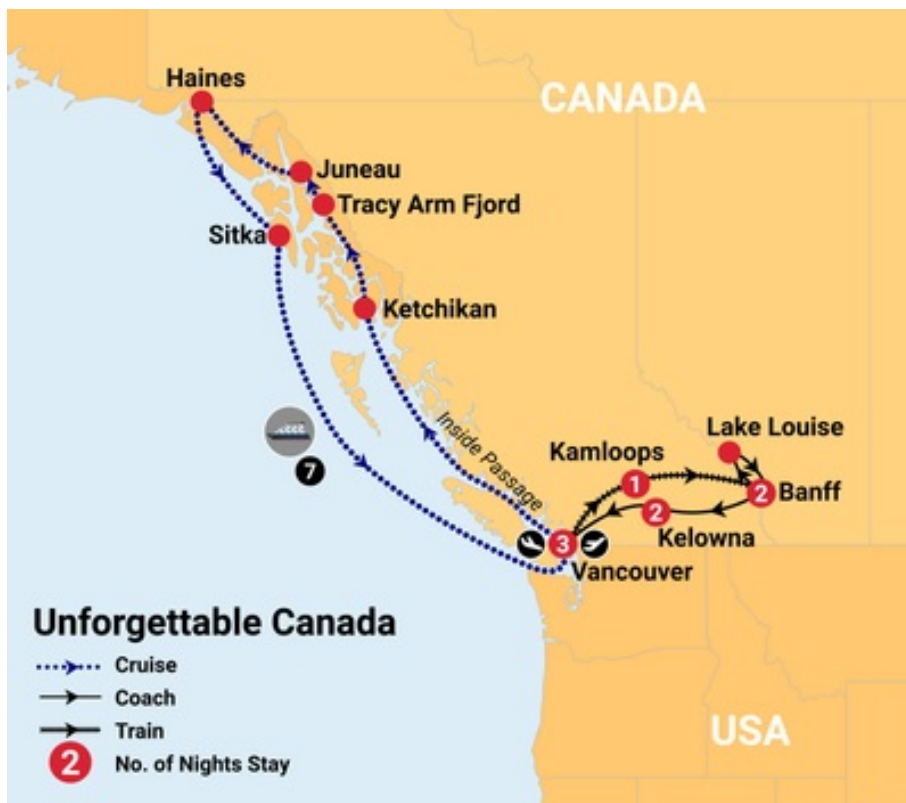 Haines
CANADA
Juneau
Tracy Arm Fjord
Sitka
Ketchikan
Inside Passage
7
Lake Louise
Kamloops
1
2
Banff
2
Kelowna
3
Vancouver
Unforgettable Canada
Cruise
Coach
Train
2
No. of Nights Stay
USA